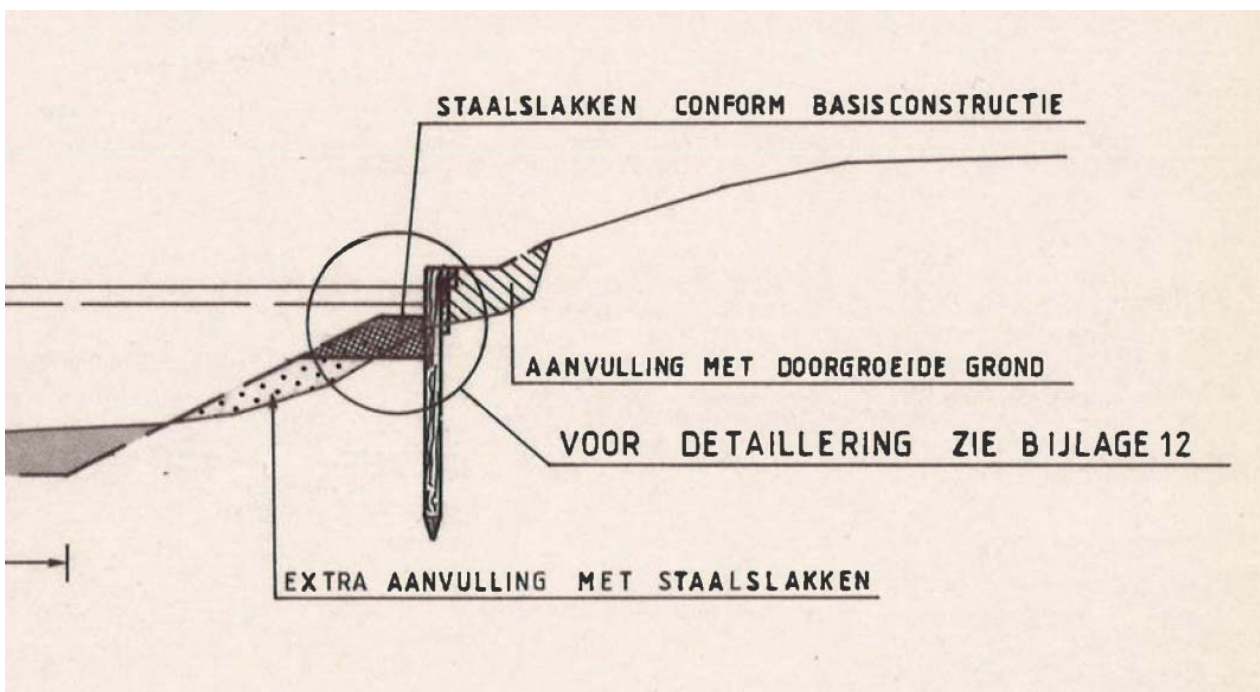 STAALSLAKKEN CONFORM BASISCONSTRUCTIE
AANVULLING MET DOORGROEIDE GROND
VOOR DETAILLERING ZIE BIJLAGE 12
EXTRA AANVULLING MET STAALSLAKKEN